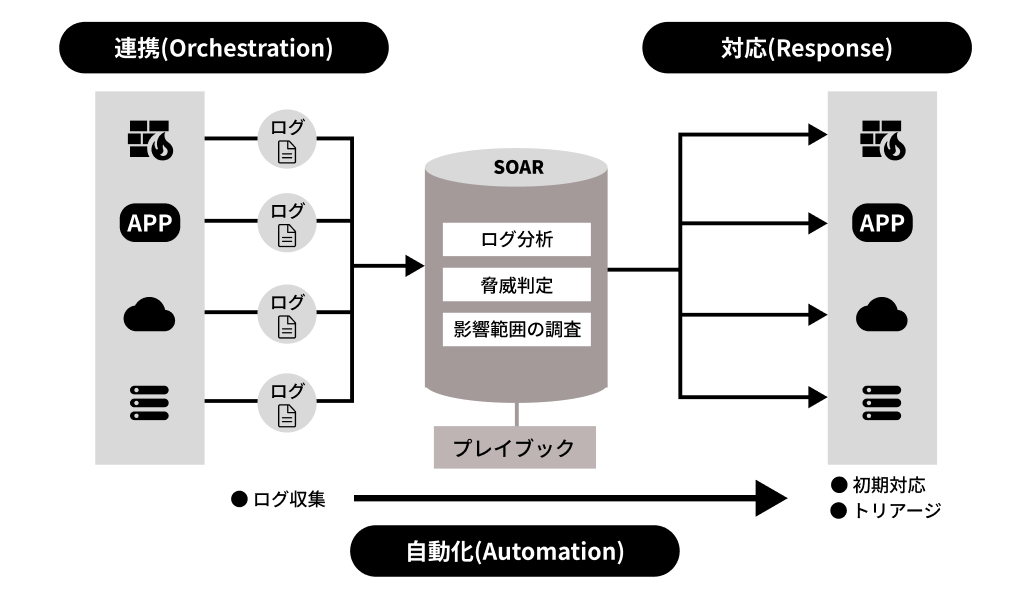 連携(Orchestration)
対応(Response)
ログ
APP
ログ
ログ
ログ
SOAR
ログ分析
脅威判定
影響範囲の調査
プレイブック
APP
● ログ収集
● 初期対応
● トリアージ
自動化(Automation)